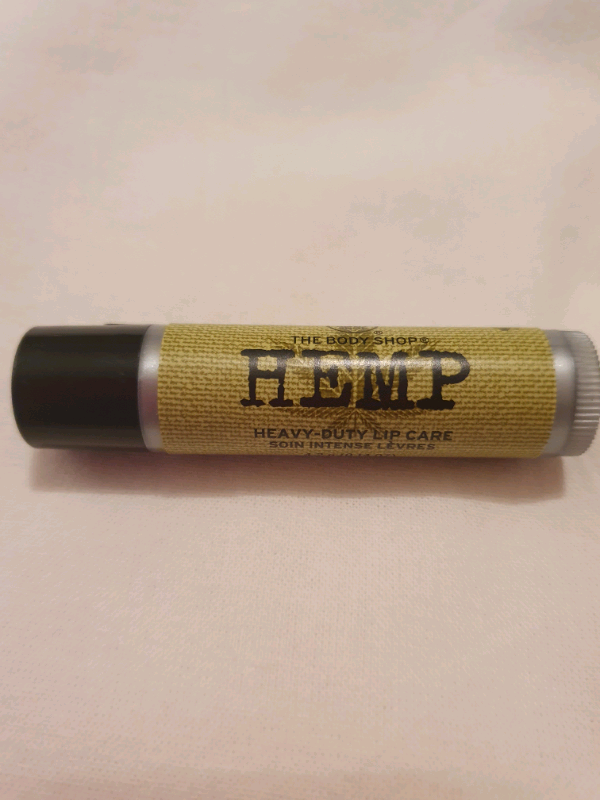 THE BODY SHOP®
HEMP
HEAVY-DUTY LIP CARE
SOIN INTENSE LÈVRES